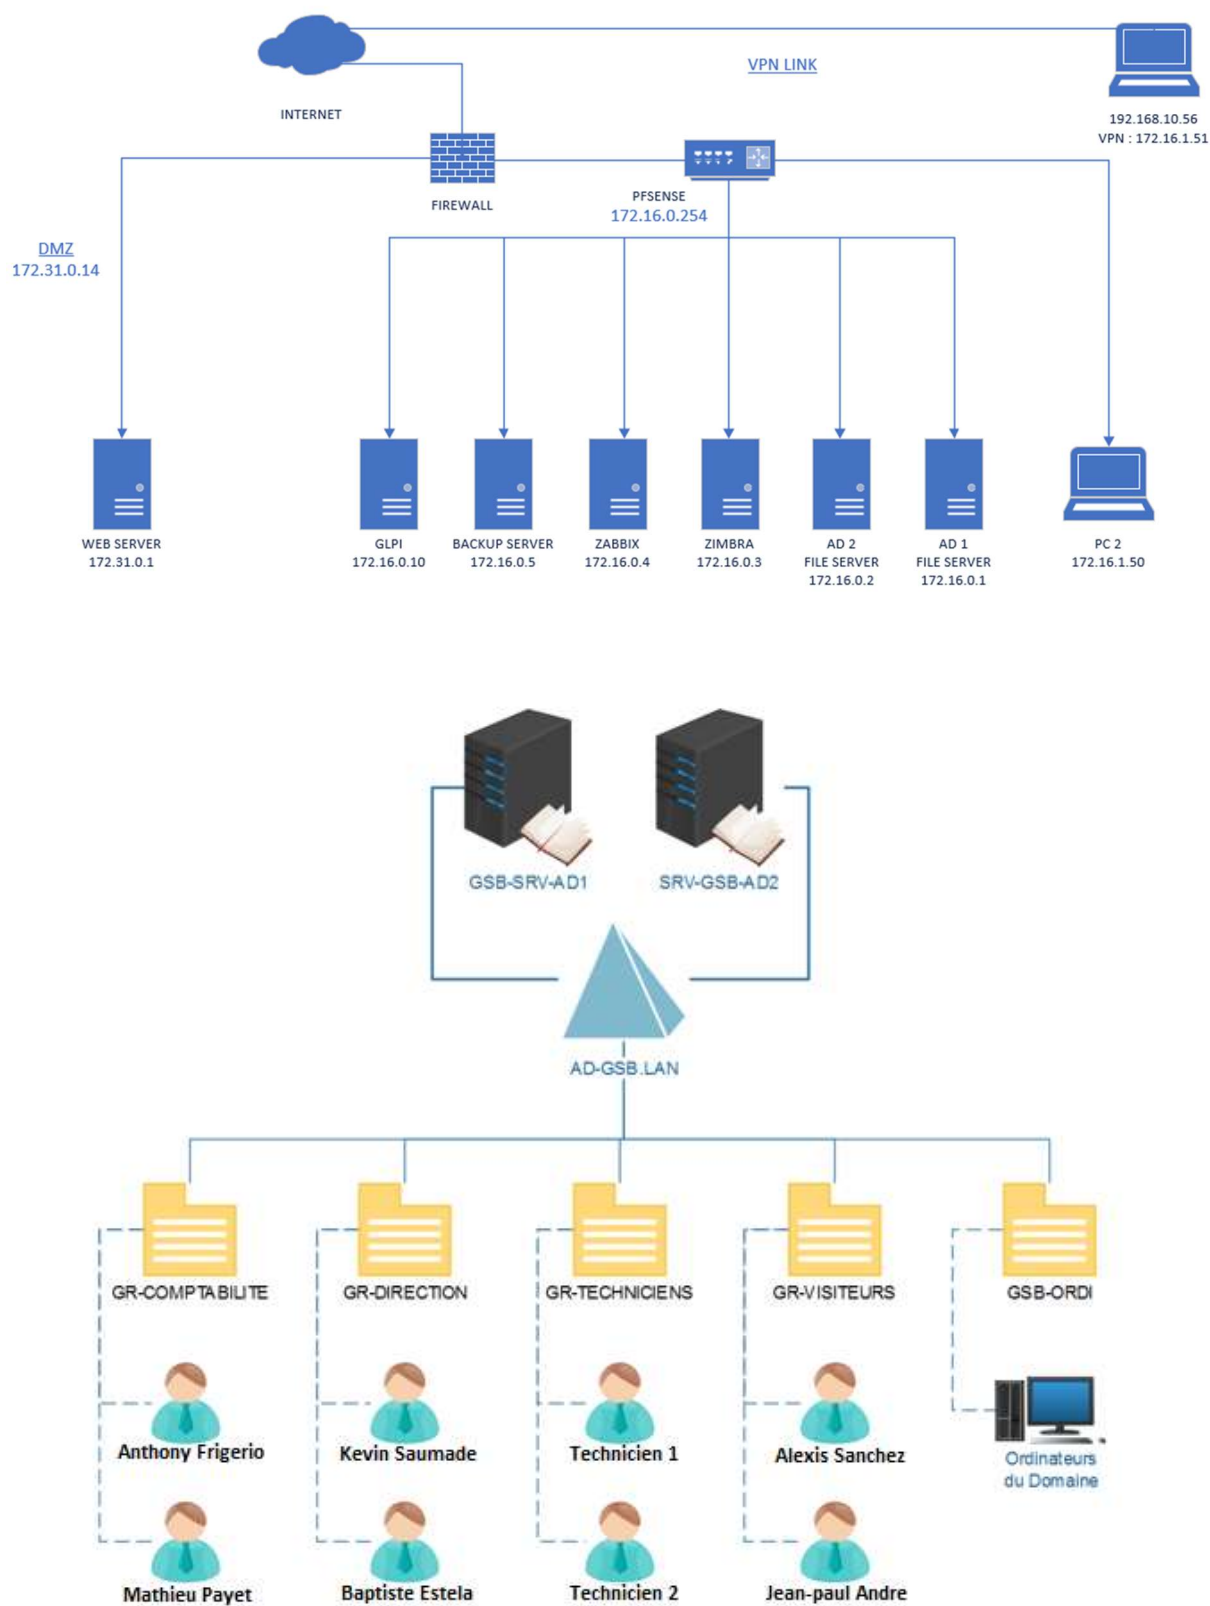 VPN LINK
INTERNET
192.168.10.56
VPN : 172.16.1.51
FIREWALL
PFSENSE
172.16.0.254
DMZ
172.31.0.14
WEB SERVER
172.31.0.1
GLPI
172.16.0.10
BACKUP SERVER
172.16.0.5
ZABBIX
172.16.0.4
ZIMBRA
172.16.0.3
AD 2
FILE SERVER
172.16.0.2
AD 1
FILE SERVER
172.16.0.1
PC 2
172.16.1.50
GSB-SRV-AD1
SRV-GSB-AD2
AD-GSB.LAN
GR-COMPTABILITE
GR-DIRECTION
GR-TECHNICIENS
GR-VISITEURS
GSB-ORDI
Anthony Frigerio
Kevin Saumade
Technicien 1
Alexis Sanchez
Ordinateurs
du Domaine
Mathieu Payet
Baptiste Estela
Technicien 2
Jean-paul Andre